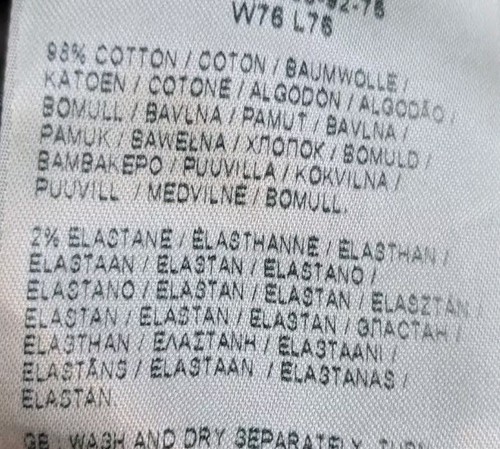 W76 L76
98% COTTON / COTON / BAUMWOLLE /
KATOEN / COTONE / ALGODÓN / ALGODÃO /
BOMULL / BAVLNA / PAMUT / BAVLNA /
PAMUK / BAWEŁNA / ХЛОПОК / BOMULD /
ΒΑΜΒΑΚΕΡΟ / PUUVILLA / KOKVILNA /
PUUVILL / MEDVILNĖ / BOMULL.
2% ELASTANE / ÉLASTHANNE / ELASTHAN /
ELASTAAN / ELASTAN / ELASTANO /
ELASTANO / ELASTAN / ELASTAN / ELASZTÁN /
ELASTAN / ELASTAN / ELASTAN / ЭЛАСТАН /
ELASTHAN / ΕΛΑΣΤΑΝΗ / ELASTAANI /
ELASTĀNS / ELASTAAN / ELASTANAS /
ELASTAN.
GB : WASH AND DRY SEPARATELY, TURN